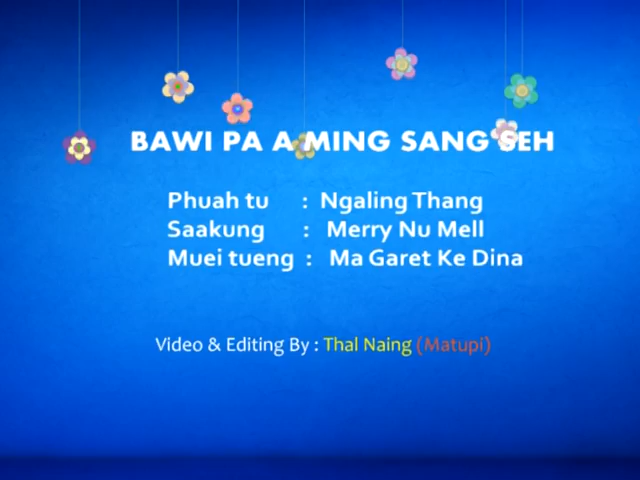 BAWI PA A MING SANG SEH
Phuah tu : Ngaling Thang
Saakung : Merry Nu Mell
Muei tueng : Ma Garet Ke Dina
Video & Editing By : Thal Naing (Matupi)